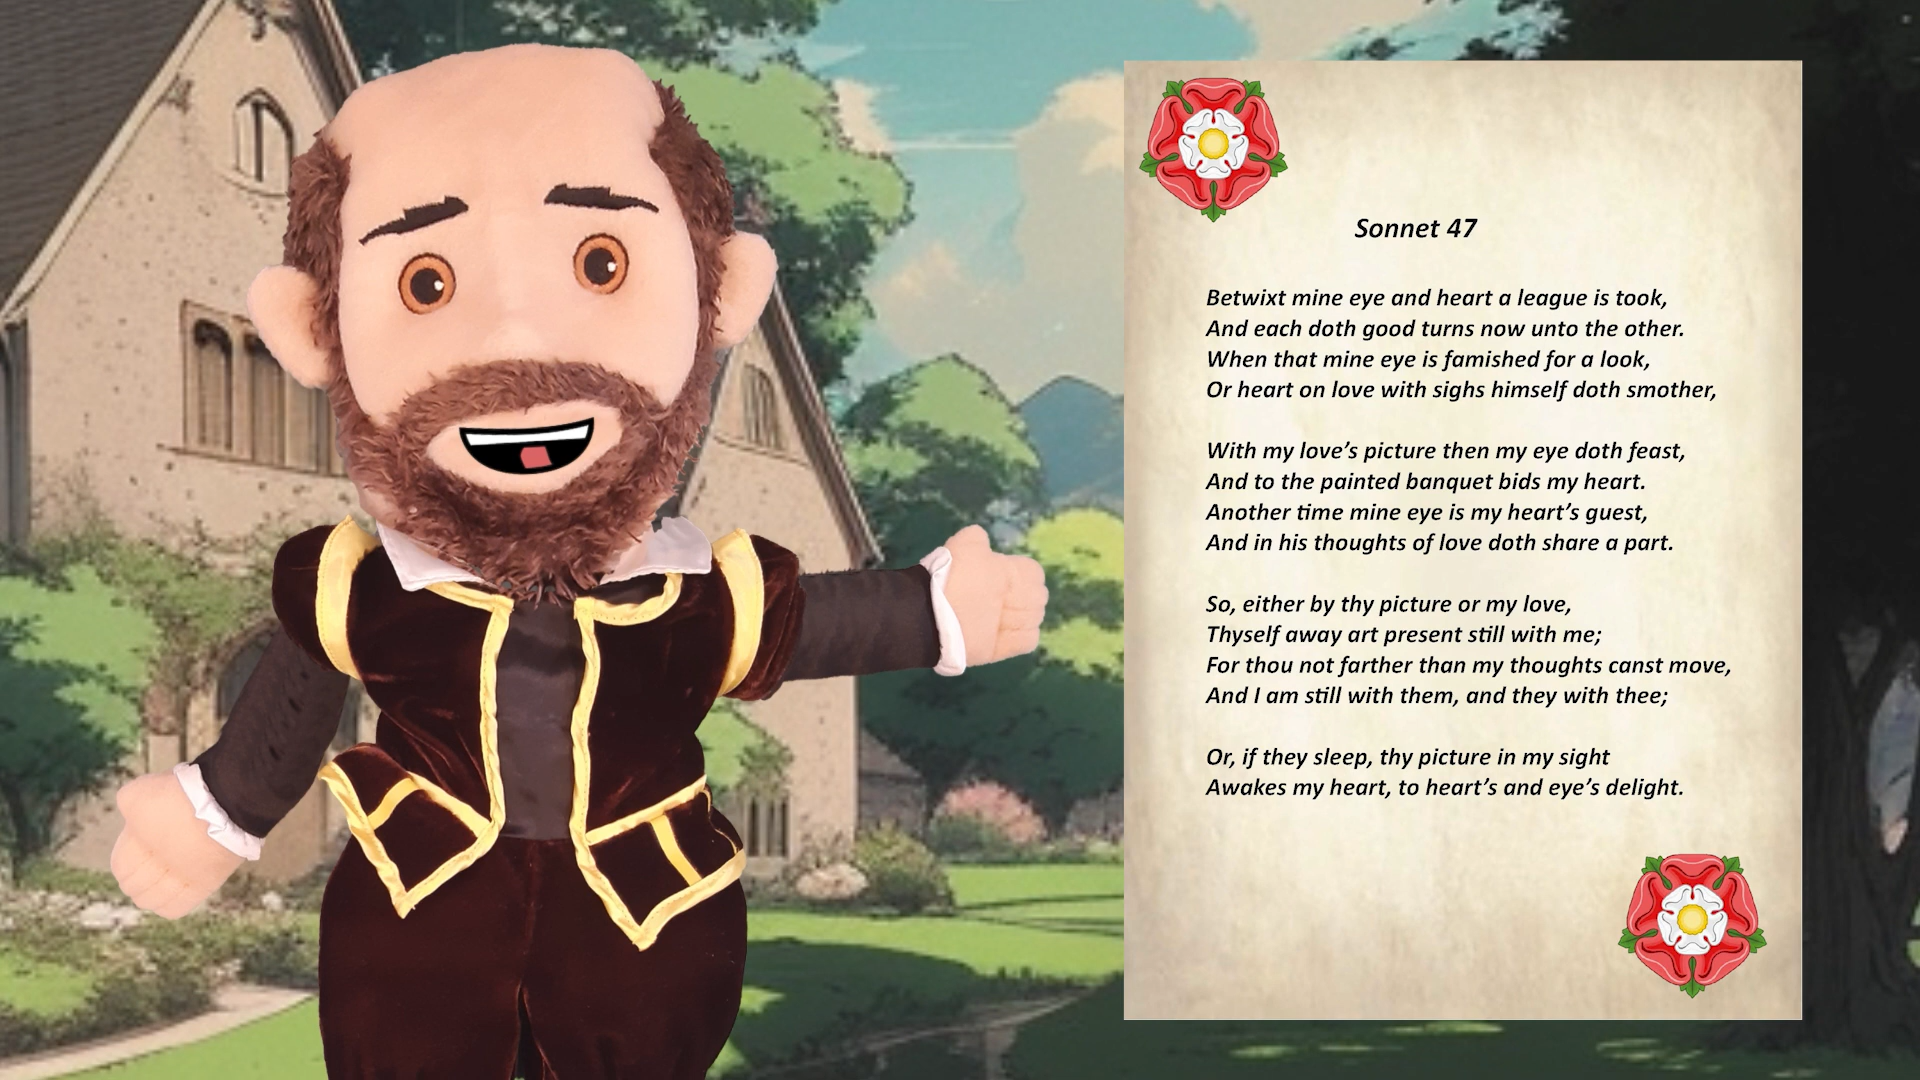 Sonnet 47
Betwixt mine eye and heart a league is took,
And each doth good turns now unto the other.
When that mine eye is famished for a look,
Or heart on love with sighs himself doth smother,
With my love’s picture then my eye doth feast,
And to the painted banquet bids my heart.
Another time mine eye is my heart’s guest,
And in his thoughts of love doth share a part.
So, either by thy picture or my love,
Thyself away art present still with me;
For thou not farther than my thoughts canst move,
And I am still with them, and they with thee;
Or, if they sleep, thy picture in my sight
Awakes my heart, to heart’s and eye’s delight.